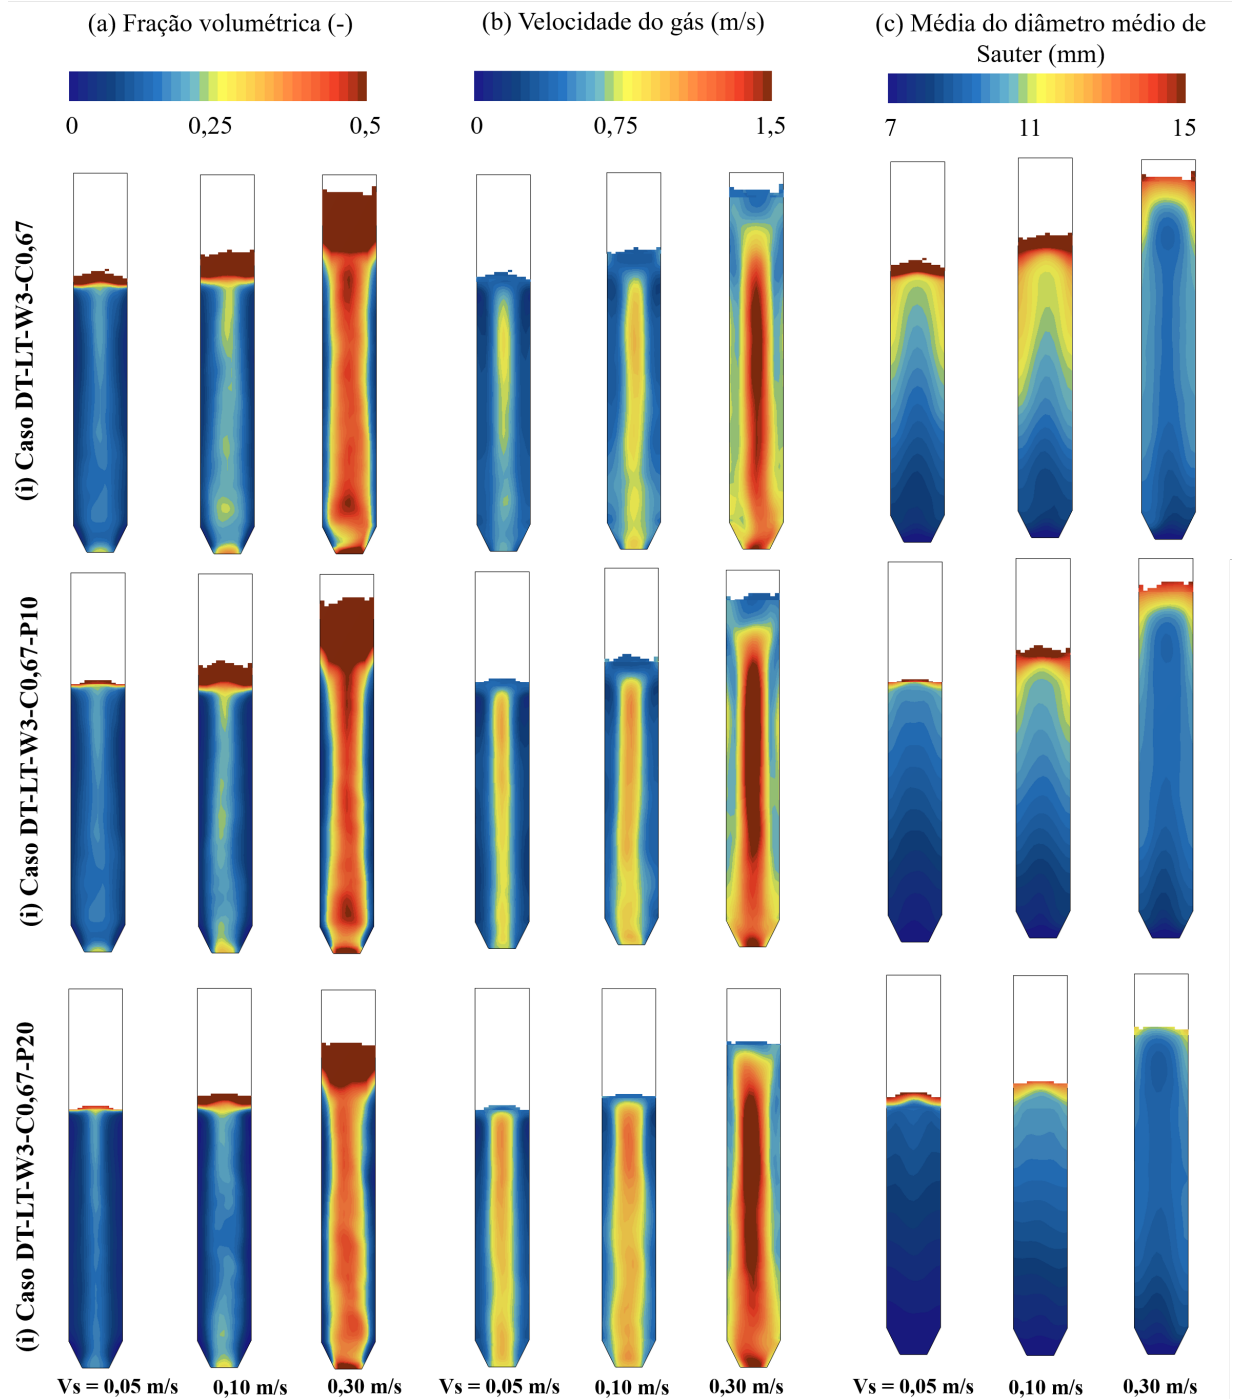 (a) Fração volumétrica (-)
(b) Velocidade do gás (m/s)
(c) Média do diâmetro médio de
Sauter (mm)
0
0,25
0,5
0
0,75
1,5
7
11
15
(i) Caso DT-LT-W3-C0,67
(i) Caso DT-LT-W3-C0,67-P10
(i) Caso DT-LT-W3-C0,67-P20
Vs = 0,05 m/s
0,10 m/s
0,30 m/s
Vs = 0,05 m/s
0,10 m/s
0,30 m/s
Vs = 0,05 m/s
0,10 m/s
0,30 m/s